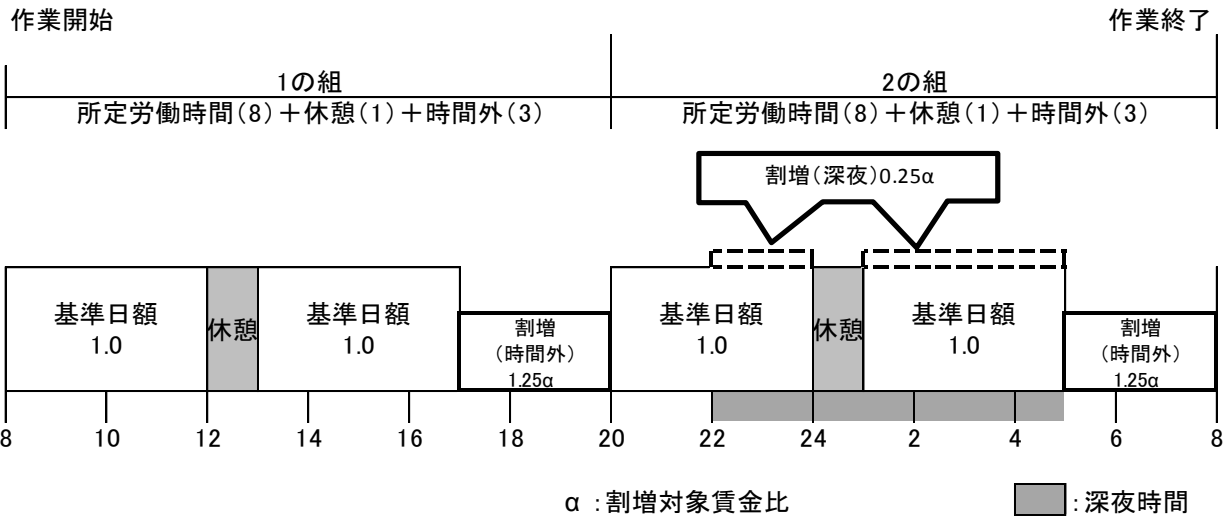 作業開始
作業終了
1の組
2の組
所定労働時間(8)+休憩(1)+時間外(3)
所定労働時間(8)+休憩(1)+時間外(3)
割増(深夜)0.25α
基準日額
1.0
休憩
基準日額
1.0
割増
(時間外)
1.25α
基準日額
1.0
休憩
基準日額
1.0
割増
(時間外)
1.25α
8 10 12 14 16 18 20 22 24 2 4 6 8
α :割増対象賃金比
:深夜時間